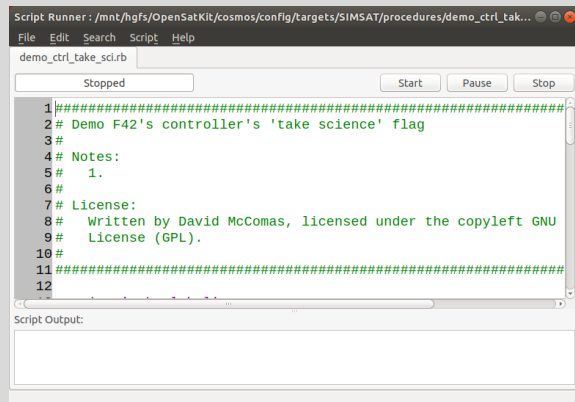 Script Runner : /mnt/hgfs/OpenSatKit/cosmos/config/targets/SIMSAT/procedures/demo_ctrl_tak...
File Edit Search Script Help
demo_ctrl_take_sci.rb
Stopped Start Pause Stop
1 ##############################################################
2 # Demo F42's controller's 'take science' flag
3 #
4 # Notes:
5 #   1.
6 #
7 # License:
8 #   Written by David McComas, licensed under the copyleft GNU
9 #   License (GPL).
10 #
11 ##############################################################
12
Script Output: